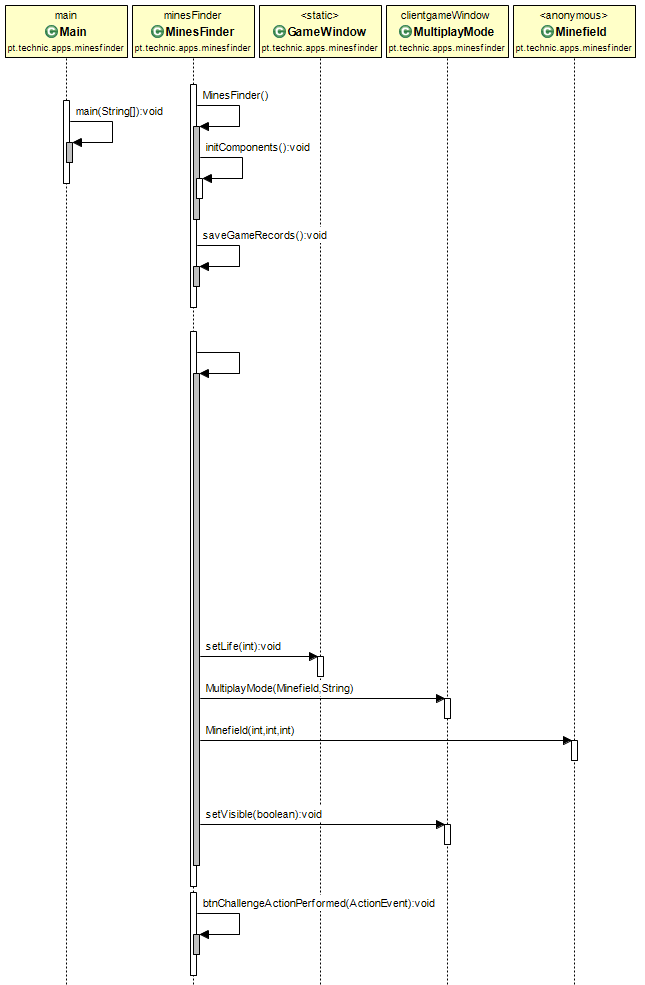 main
C Main
pt.technic.apps.minesfinder
minesFinder
C MinesFinder
pt.technic.apps.minesfinder
<static>
C GameWindow
pt.technic.apps.minesfinder
clientgameWindow
C MultiplayMode
pt.technic.apps.minesfinder
<anonymous>
C Minefield
pt.technic.apps.minesfinder
MinesFinder()
main(String[]):void
initComponents():void
saveGameRecords():void
setLife(int):void
MultiplayMode(Minefield,String)
Minefield(int,int,int)
setVisible(boolean):void
btnChallengeActionPerformed(ActionEvent):void